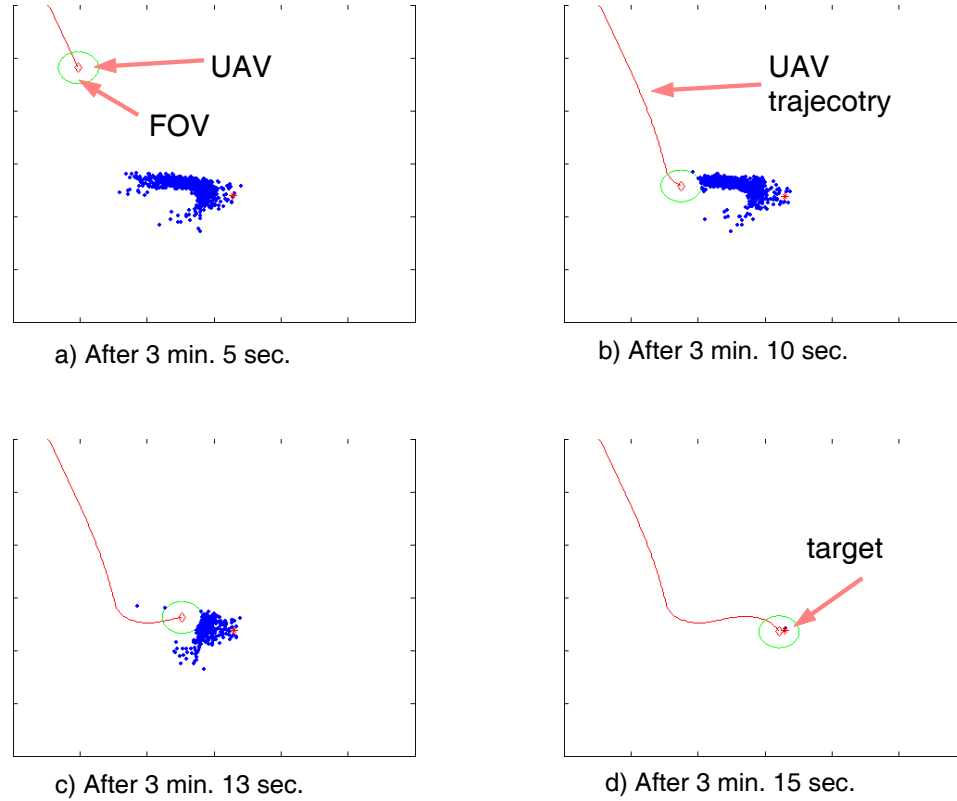 UAV
FOV
UAV
trajecotry
a) After 3 min. 5 sec.
b) After 3 min. 10 sec.
target
c) After 3 min. 13 sec.
d) After 3 min. 15 sec.